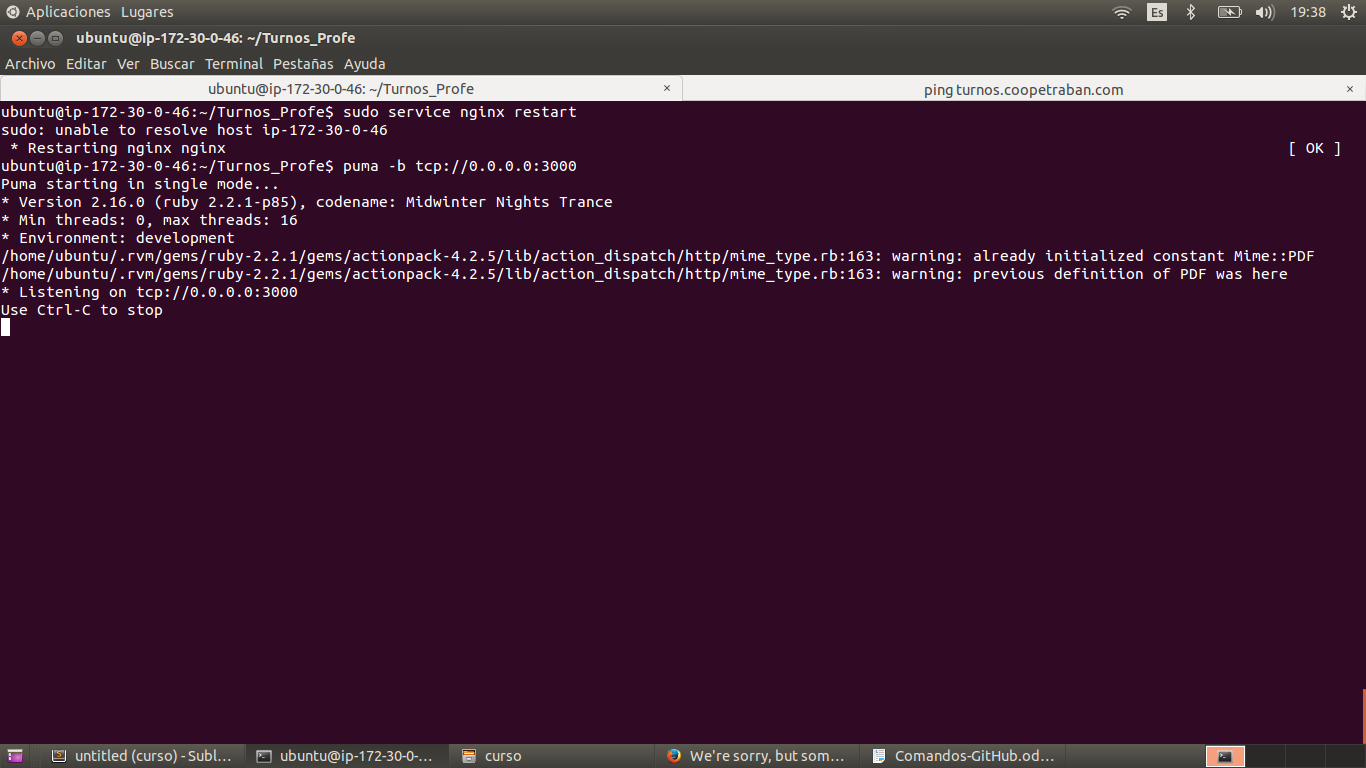 Aplicaciones Lugares
Es
19:38
ubuntu@ip-172-30-0-46: ~/Turnos_Profe
Archivo Editar Ver Buscar Terminal Pestañas Ayuda
ubuntu@ip-172-30-0-46: ~/Turnos_Profe ×
ping turnos.coopetraban.com ×
ubuntu@ip-172-30-0-46:~/Turnos_Profe$ sudo service nginx restart
sudo: unable to resolve host ip-172-30-0-46
* Restarting nginx nginx [ OK ]
ubuntu@ip-172-30-0-46:~/Turnos_Profe$ puma -b tcp://0.0.0.0:3000
Puma starting in single mode...
* Version 2.16.0 (ruby 2.2.1-p85), codename: Midwinter Nights Trance
* Min threads: 0, max threads: 16
* Environment: development
/home/ubuntu/.rvm/gems/ruby-2.2.1/gems/actionpack-4.2.5/lib/action_dispatch/http/mime_type.rb:163: warning: already initialized constant Mime::PDF
/home/ubuntu/.rvm/gems/ruby-2.2.1/gems/actionpack-4.2.5/lib/action_dispatch/http/mime_type.rb:163: warning: previous definition of PDF was here
* Listening on tcp://0.0.0.0:3000
Use Ctrl-C to stop
untitled (curso) - Subl...
ubuntu@ip-172-30-0-...
curso
We're sorry, but som...
Comandos-GitHub.od...